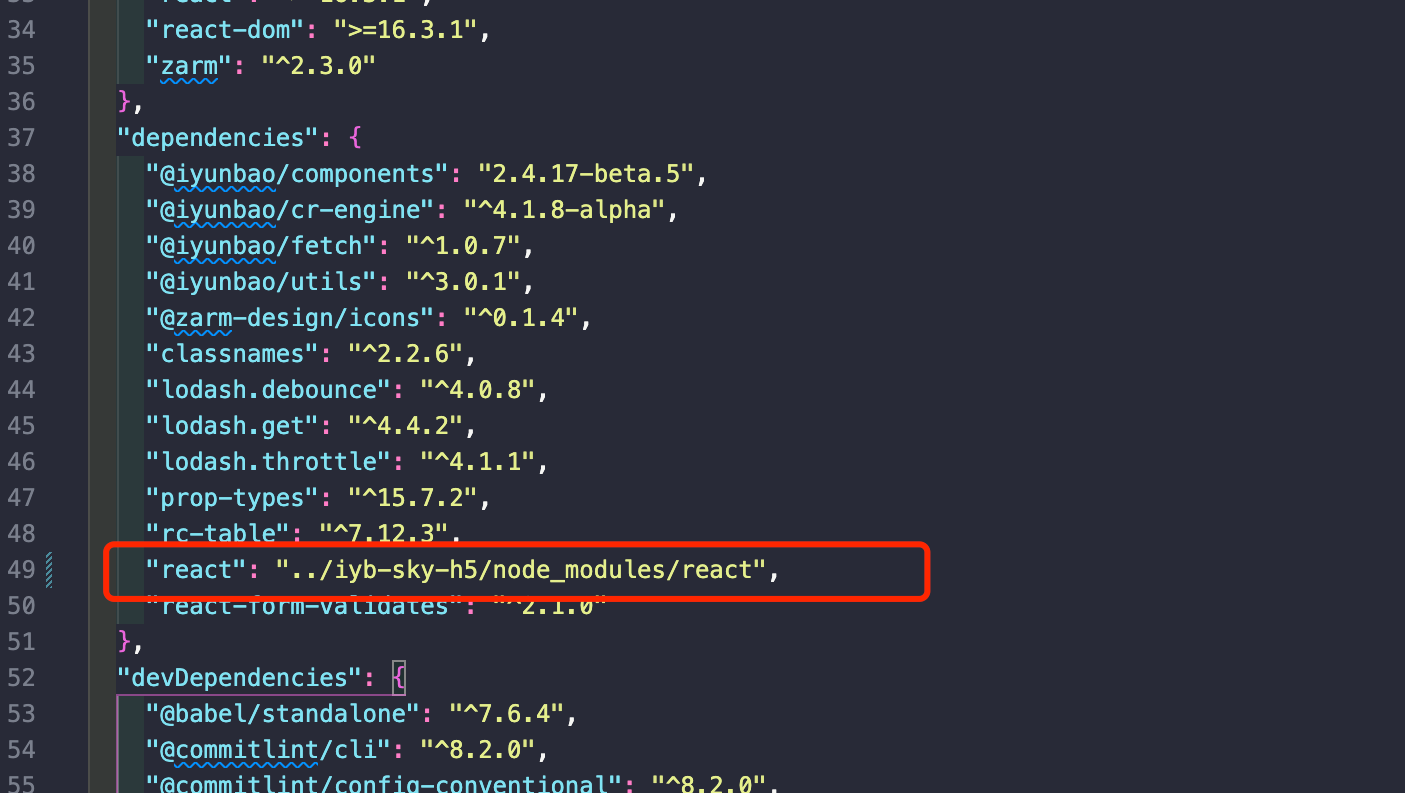 34 "react-dom": ">=16.3.1",
35 "zarm": "^2.3.0"
36 },
37 "dependencies": {
38 "@iyunbao/components": "2.4.17-beta.5",
39 "@iyunbao/cr-engine": "^4.1.8-alpha",
40 "@iyunbao/fetch": "^1.0.7",
41 "@iyunbao/utils": "^3.0.1",
42 "@zarm-design/icons": "^0.1.4",
43 "classnames": "^2.2.6",
44 "lodash.debounce": "^4.0.8",
45 "lodash.get": "^4.4.2",
46 "lodash.throttle": "^4.1.1",
47 "prop-types": "^15.7.2",
48 "rc-table": "^7.12.3",
49 "react": "../iyb-sky-h5/node_modules/react",
50 "react-form-validates": "^2.1.0"
51 },
52 "devDependencies": {
53 "@babel/standalone": "^7.6.4",
54 "@commitlint/cli": "^8.2.0",
55 "@commitlint/config-conventional": "^8.2.0",